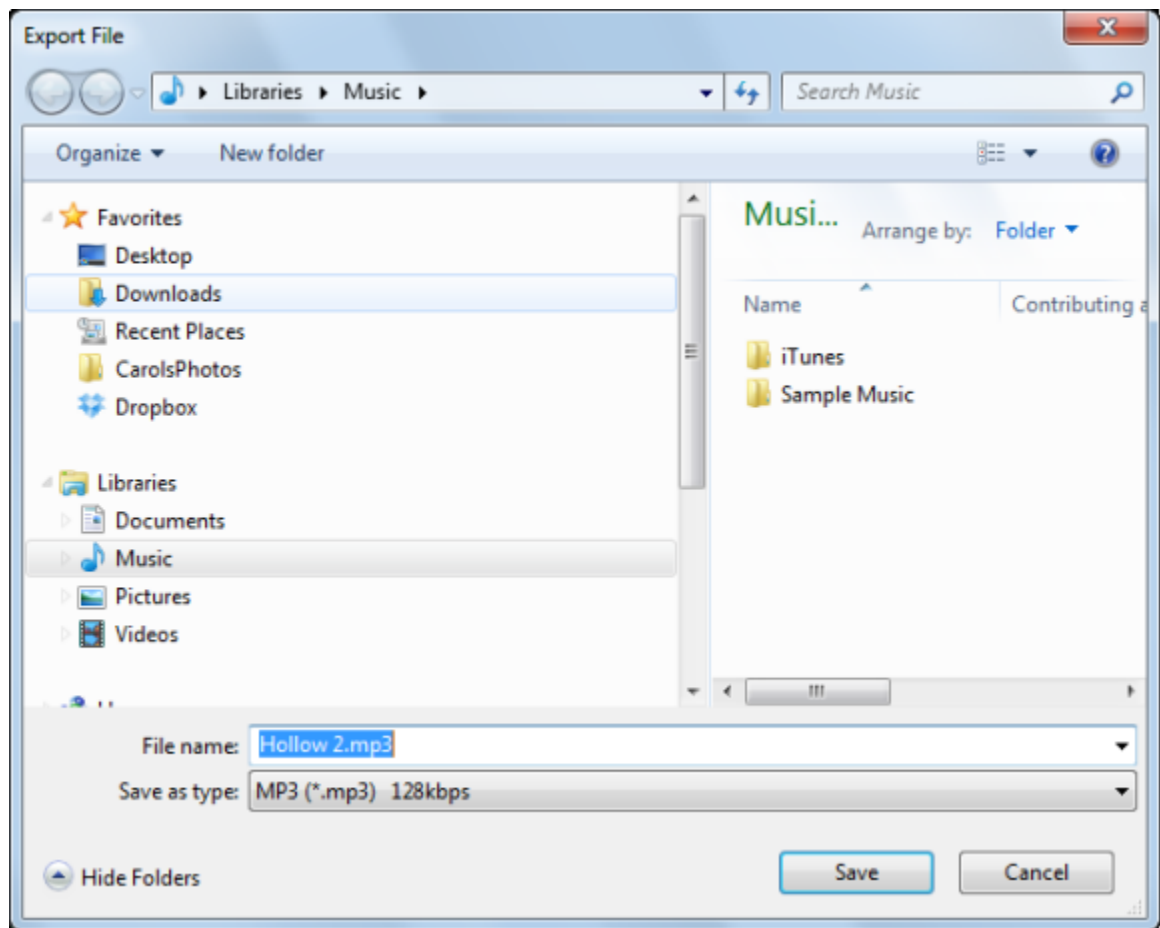 Export File
Libraries Music
Search Music
Organize New folder
Favorites
Desktop
Downloads
Recent Places
CarolsPhotos
Dropbox
Libraries
Documents
Music
Pictures
Videos
Musi... Arrange by: Folder
Name Contributing a
iTunes
Sample Music
File name: Hollow 2.mp3
Save as type: MP3 (*.mp3) 128kbps
Hide Folders
Save Cancel